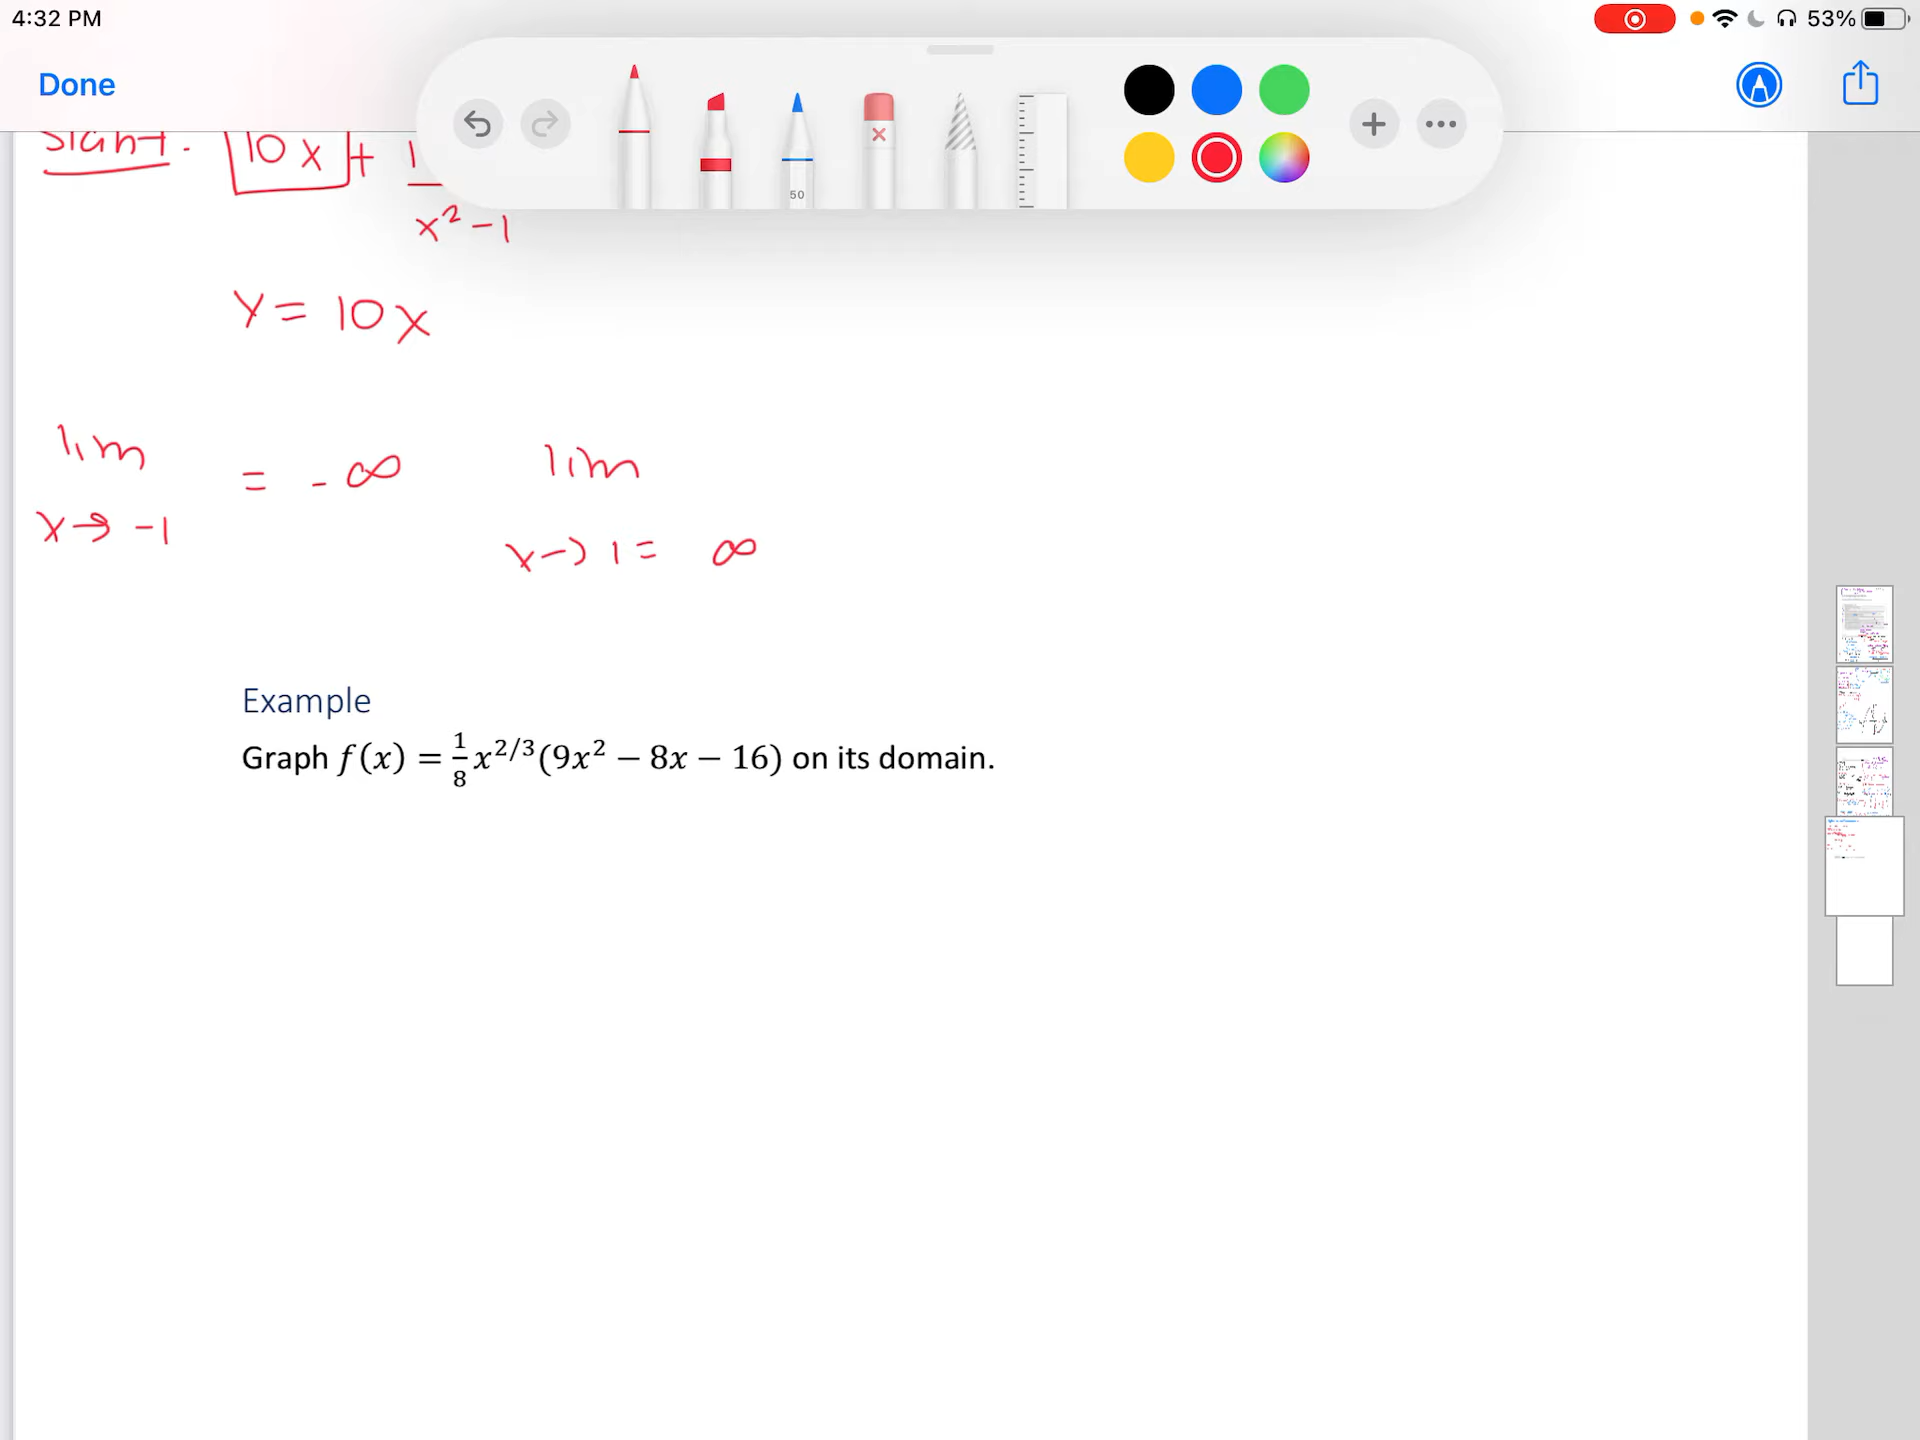 4:32 PM
53%
Done
50
Slant. 10x + 1
x² - 1
y = 10x
lim = -∞ lim
x → -1 x → 1 = ∞
Example
Graph f(x) = 1/8 x^{2/3}(9x² − 8x − 16) on its domain.